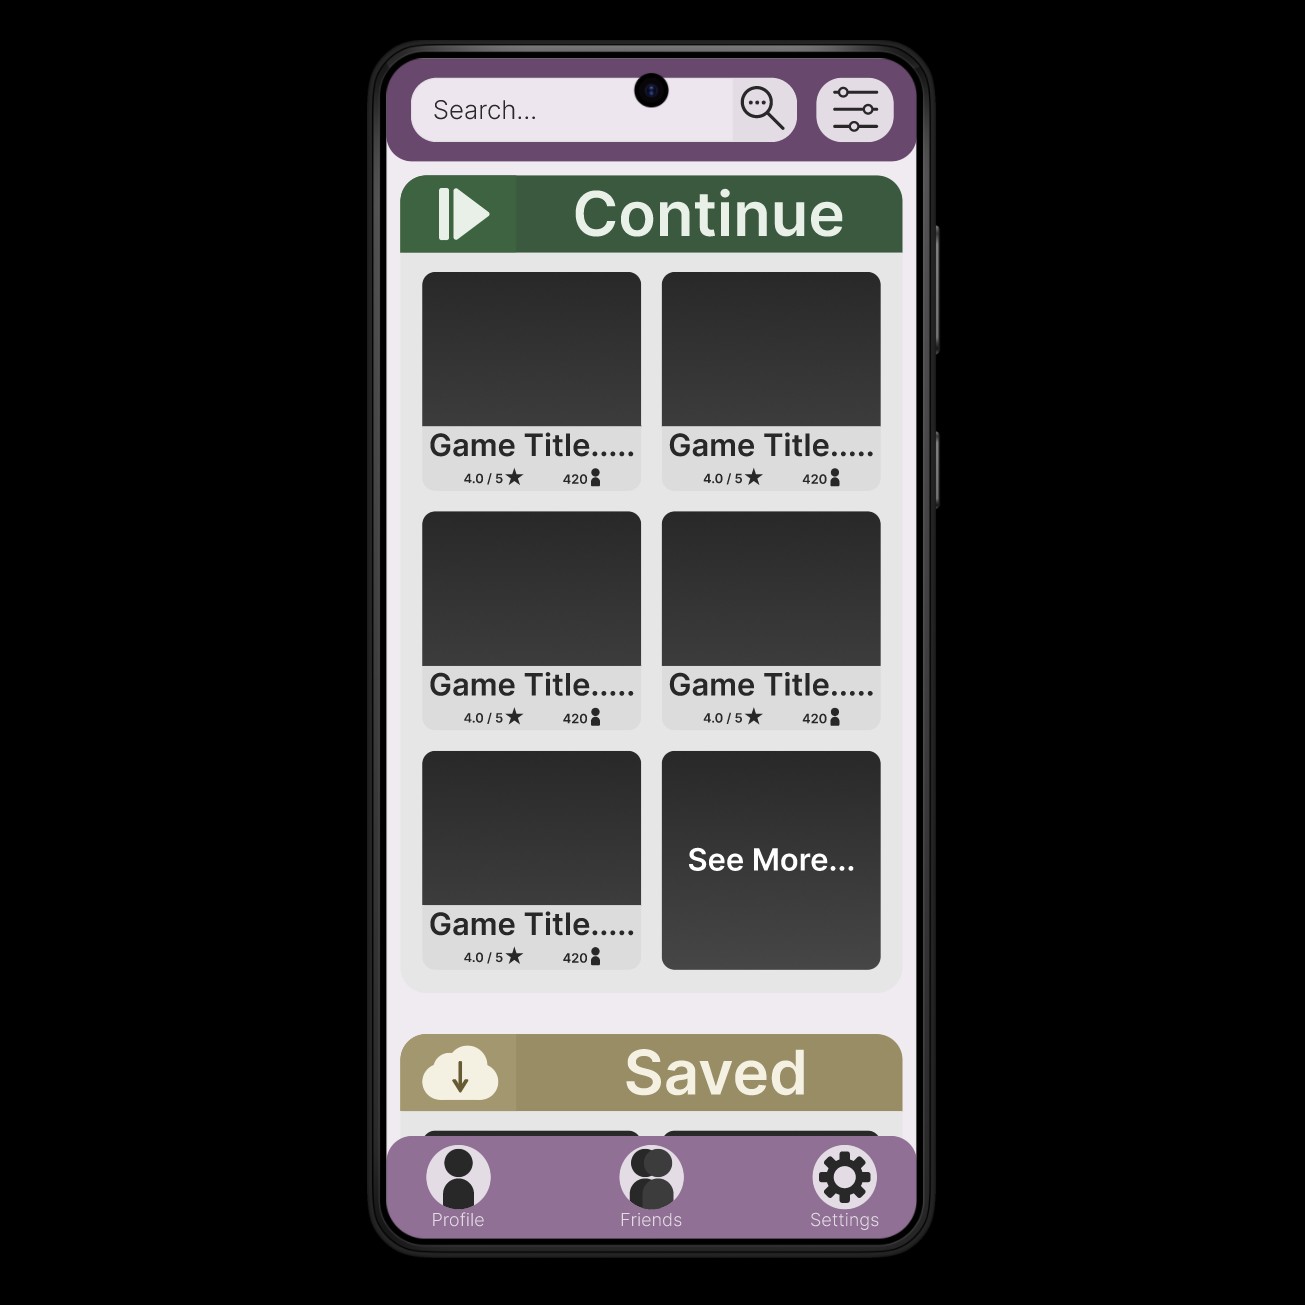 Search...
Continue
Game Title.....
Game Title.....
4.0 / 5
420
4.0 / 5
420
Game Title.....
Game Title.....
4.0 / 5
420
4.0 / 5
420
See More...
Game Title.....
4.0 / 5
420
Saved
Profile
Friends
Settings